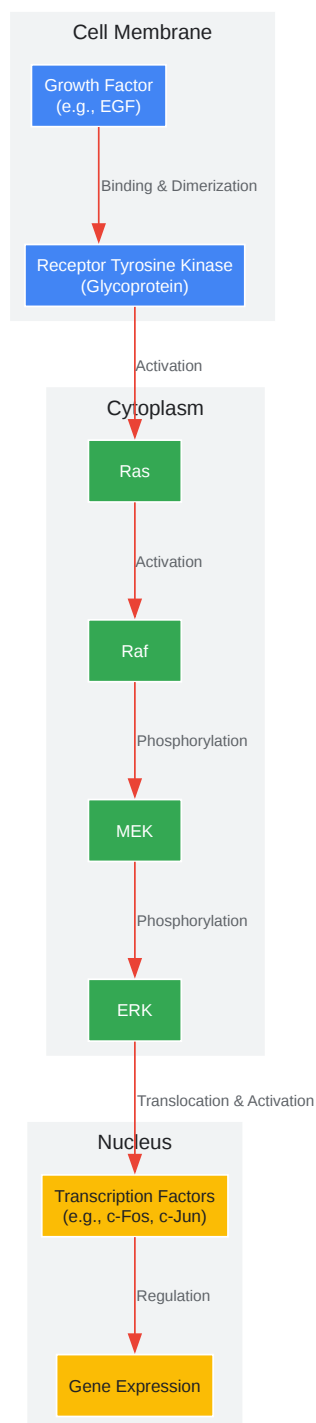 Cell Membrane
Growth Factor
(e.g., EGF)
Binding & Dimerization
Receptor Tyrosine Kinase
(Glycoprotein)
Activation
Cytoplasm
Ras
Activation
Raf
Phosphorylation
MEK
Phosphorylation
ERK
Translocation & Activation
Nucleus
Transcription Factors
(e.g., c-Fos, c-Jun)
Regulation
Gene Expression